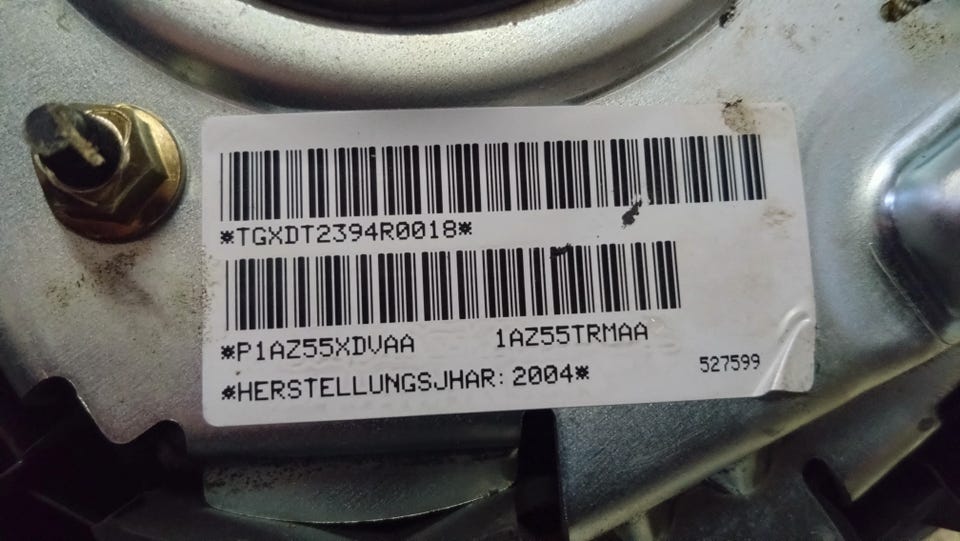 *TGXDT2394R0018*
*P1AZ55XDVAA 1AZ55TRMAA
527599
*HERSTELLUNGSJHAR: 2004*